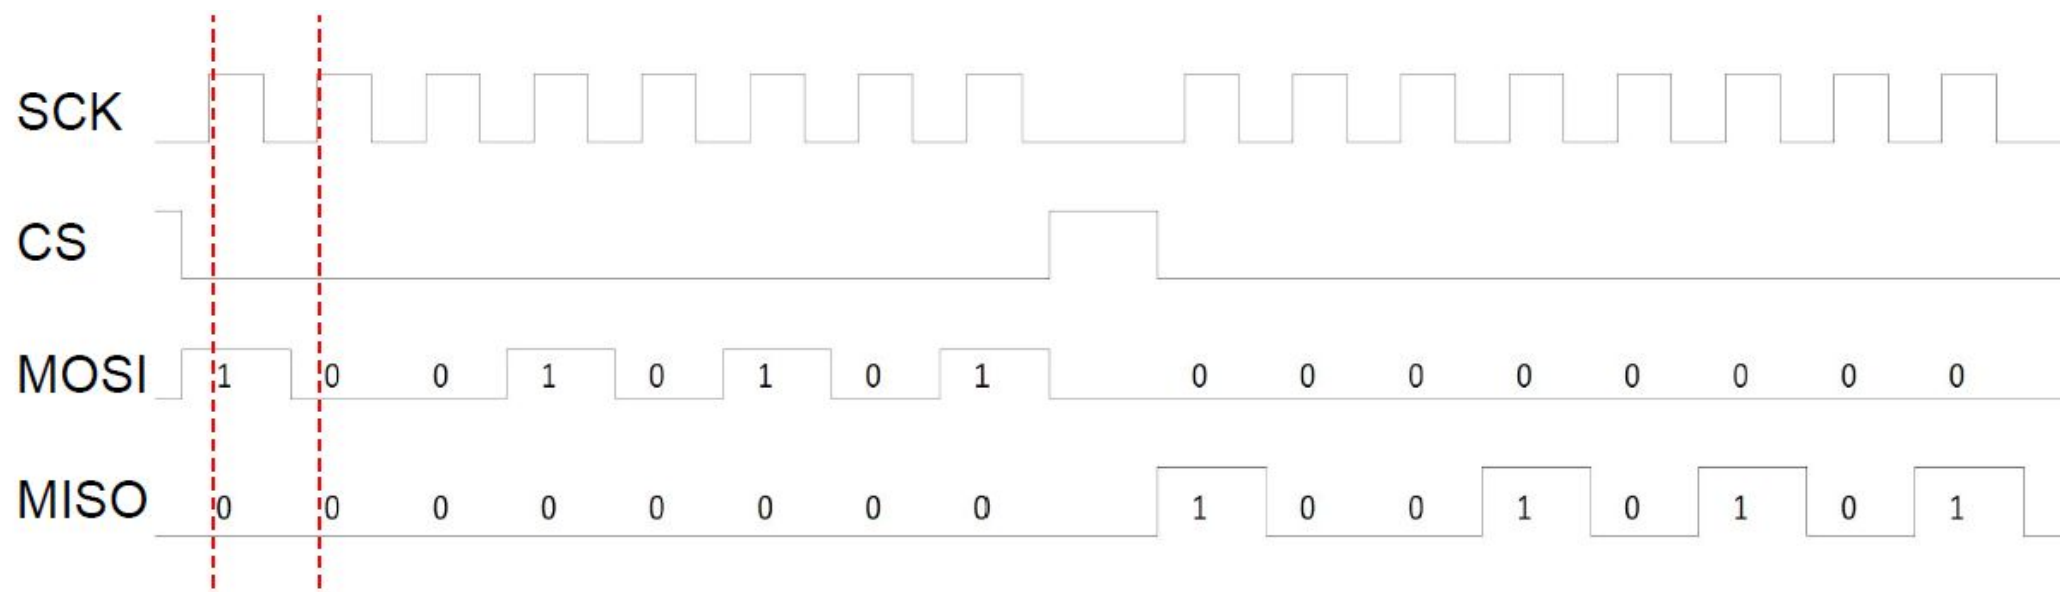 SCK
CS
MOSI 1 0 0 1 0 1 0 1 0 0 0 0 0 0 0 0
MISO 0 0 0 0 0 0 0 0 1 0 0 1 0 1 0 1